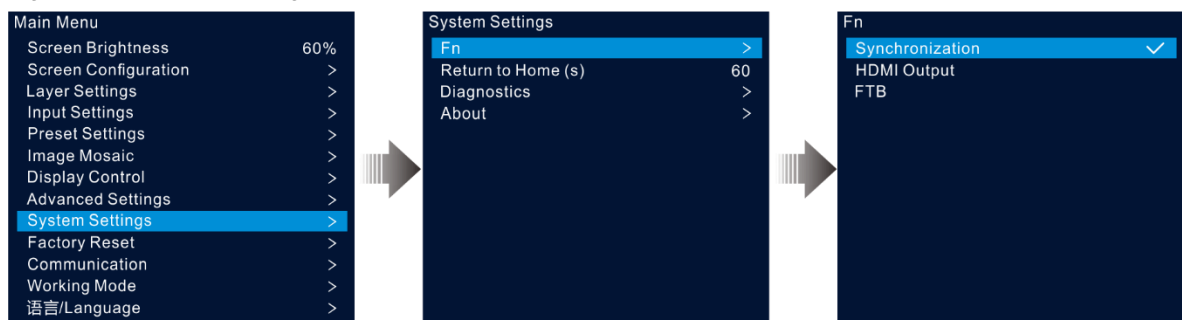 Main Menu
Screen Brightness 60%
Screen Configuration >
Layer Settings >
Input Settings >
Preset Settings >
Image Mosaic >
Display Control >
Advanced Settings >
System Settings >
Factory Reset >
Communication >
Working Mode >
语言/Language >
System Settings
Fn >
Return to Home (s) 60
Diagnostics >
About >
Fn
Synchronization ✓
HDMI Output
FTB